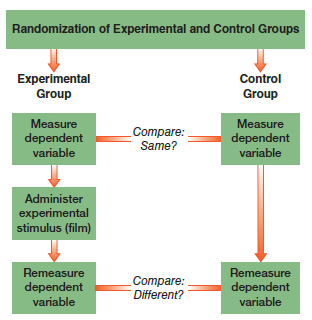 Randomization of Experimental and Control Groups
Experimental
Group
Control
Group
Measure
dependent
variable
Compare:
Same?
Measure
dependent
variable
Administer
experimental
stimulus (film)
Remeasure
dependent
variable
Compare:
Different?
Remeasure
dependent
variable